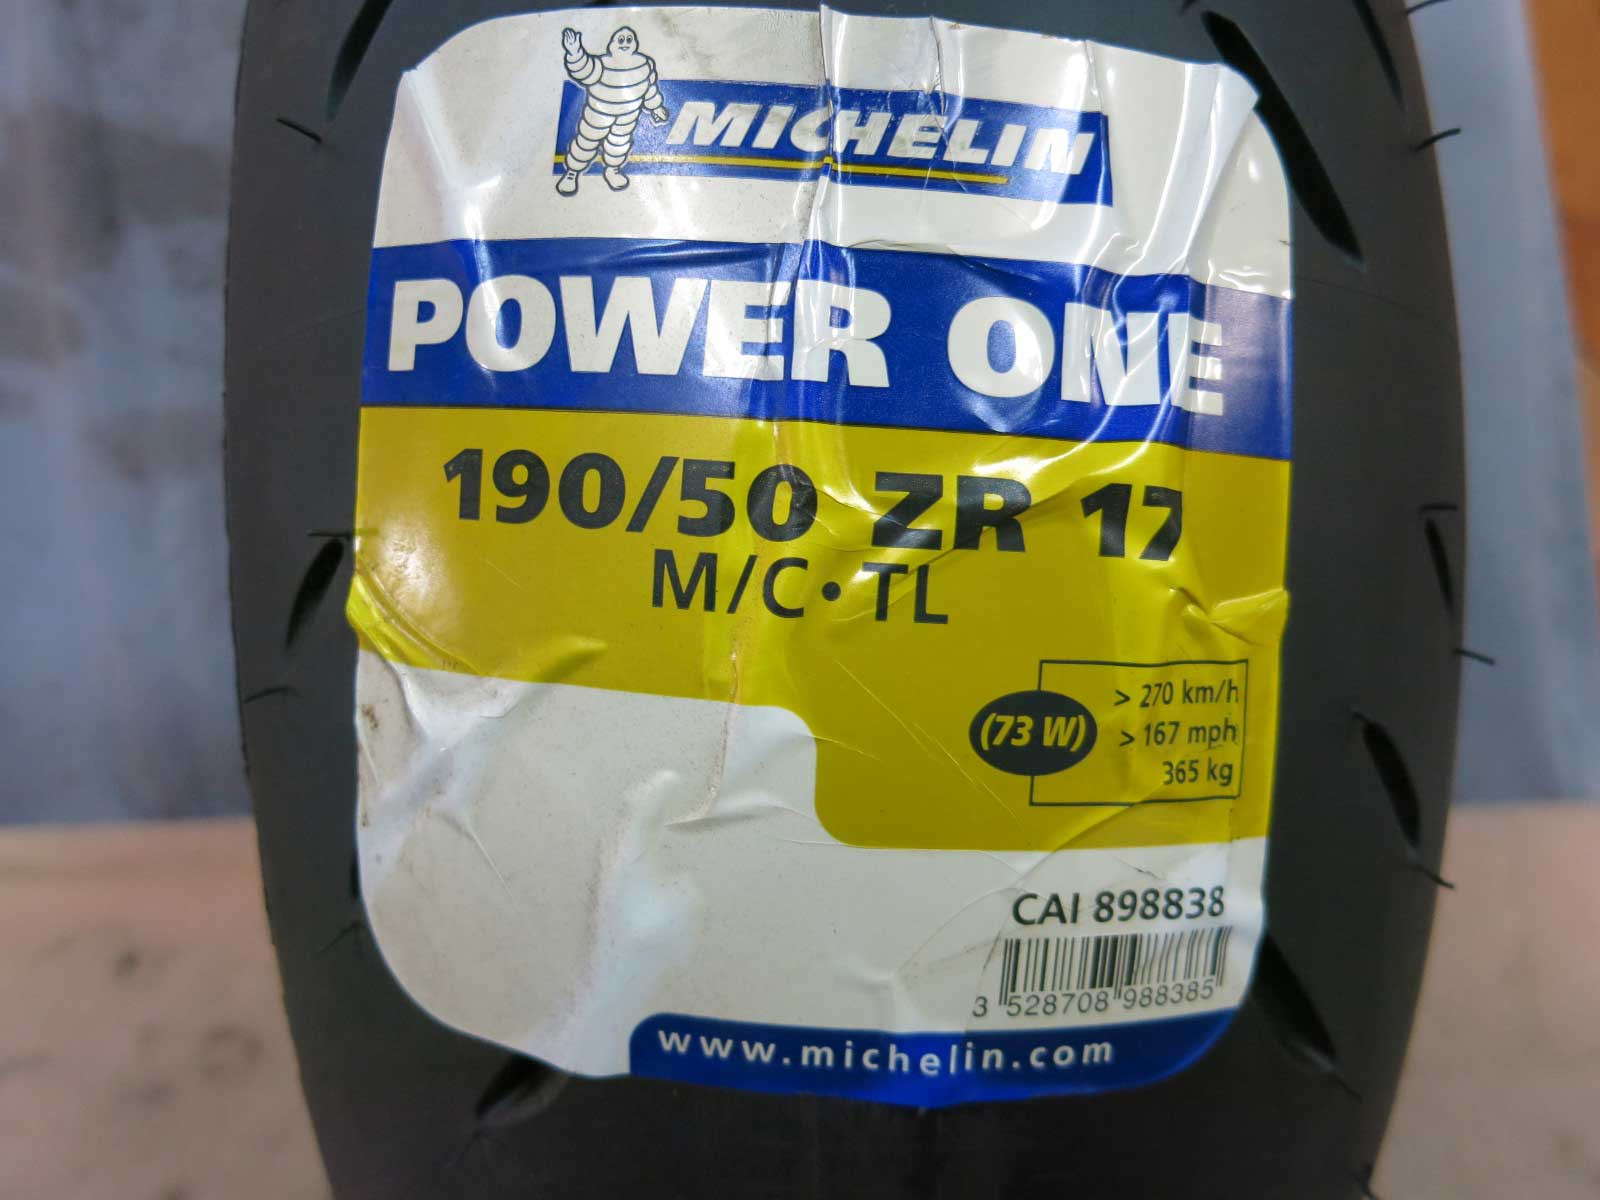 MICHELIN
POWER ONE
190/50 ZR 17
M/C • TL
(73 W)
> 270 km/h
> 167 mph
365 kg
CAI 898838
3 528708 988385
www.michelin.com